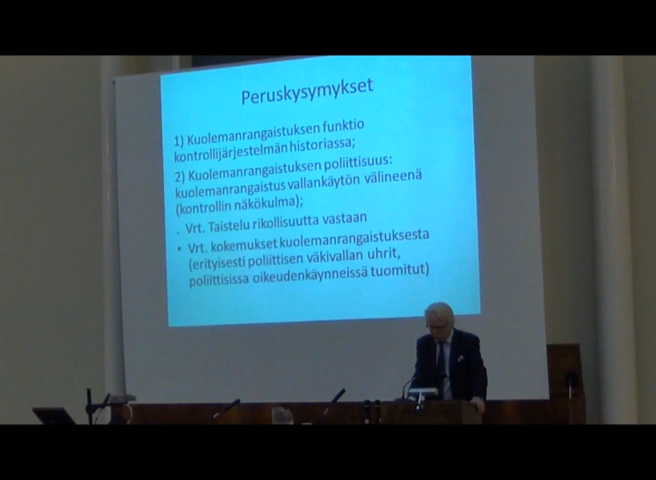 Peruskysymykset
1) Kuolemanrangaistuksen funktio
kontrollijärjestelmän historiassa;
2) Kuolemanrangaistuksen poliittisuus:
kuolemanrangaistus vallankäytön välineenä
(kontrollin näkökulma);
. Vrt. Taistelu rikollisuutta vastaan
• Vrt. kokemukset kuolemanrangaistuksesta
(erityisesti poliittisen väkivallan uhrit,
poliittisissa oikeudenkäynneissä tuomitut)